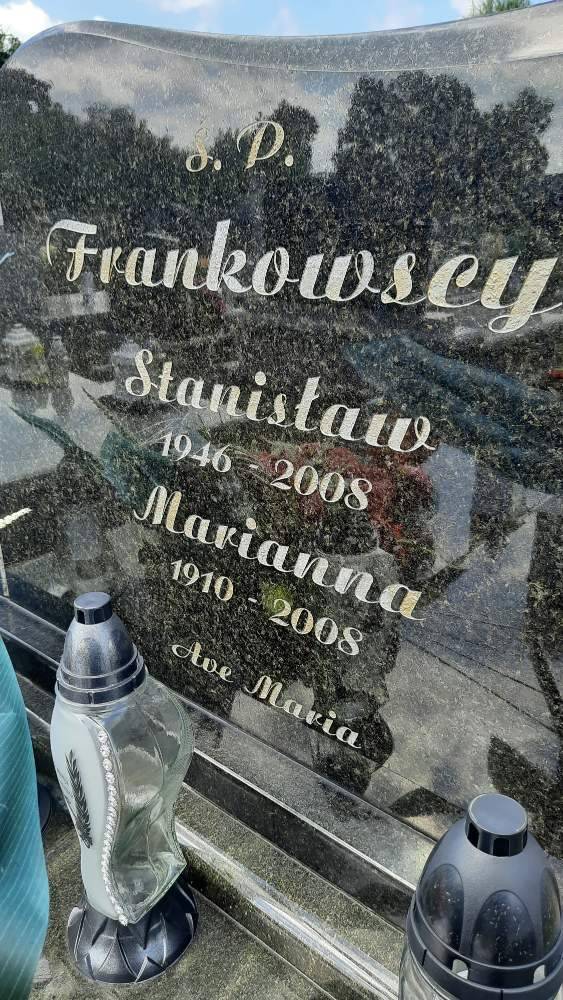 Ś. P.
Frankowscy
Stanisław
1946 - 2008
Marianna
1910 - 2008
Ave Maria